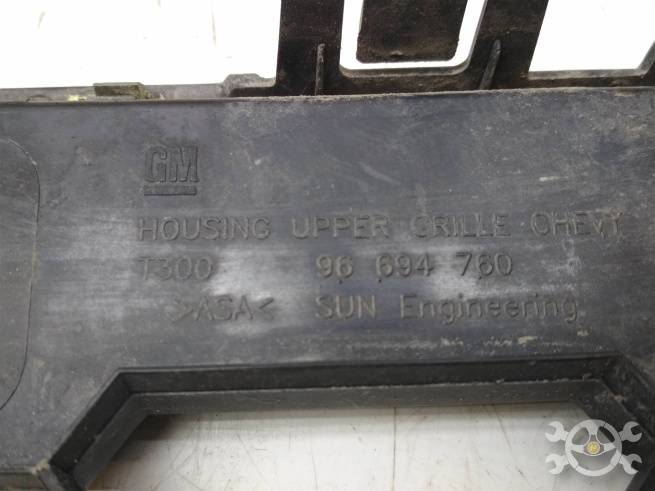 GM
HOUSING UPPER GRILLE CHEVY
T300 96 694 760
>ASA< SUN Engineering